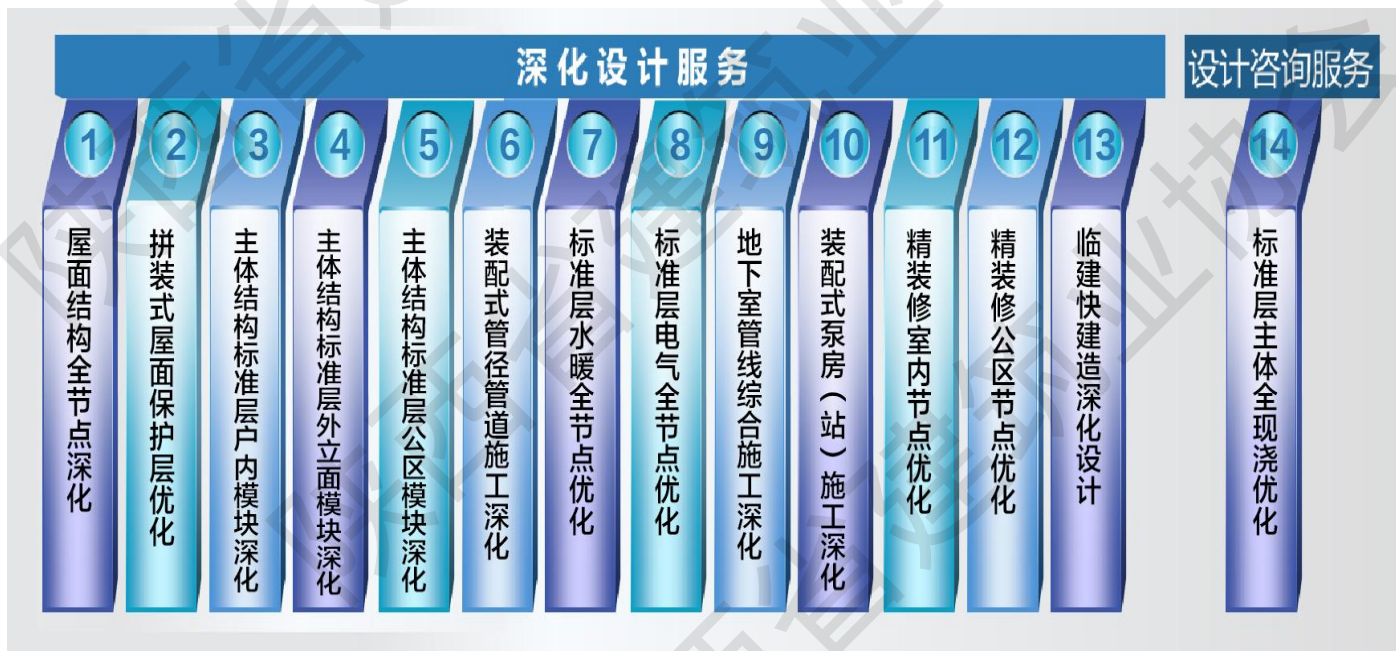 深化设计服务
设计咨询服务
1
屋面结构全节点深化
2
拼装式屋面保护层优化
3
主体结构标准层户内模块深化
4
主体结构标准层外立面模块深化
5
主体结构标准层公区模块深化
6
装配式管径管道施工深化
7
标准层水暖全节点优化
8
标准层电气全节点优化
9
地下室管线综合施工深化
10
装配式泵房（站）施工深化
11
精装修室内节点优化
12
精装修公区节点优化
13
临建快建造深化设计
14
标准层主体全现浇优化
陕西省建筑业协会